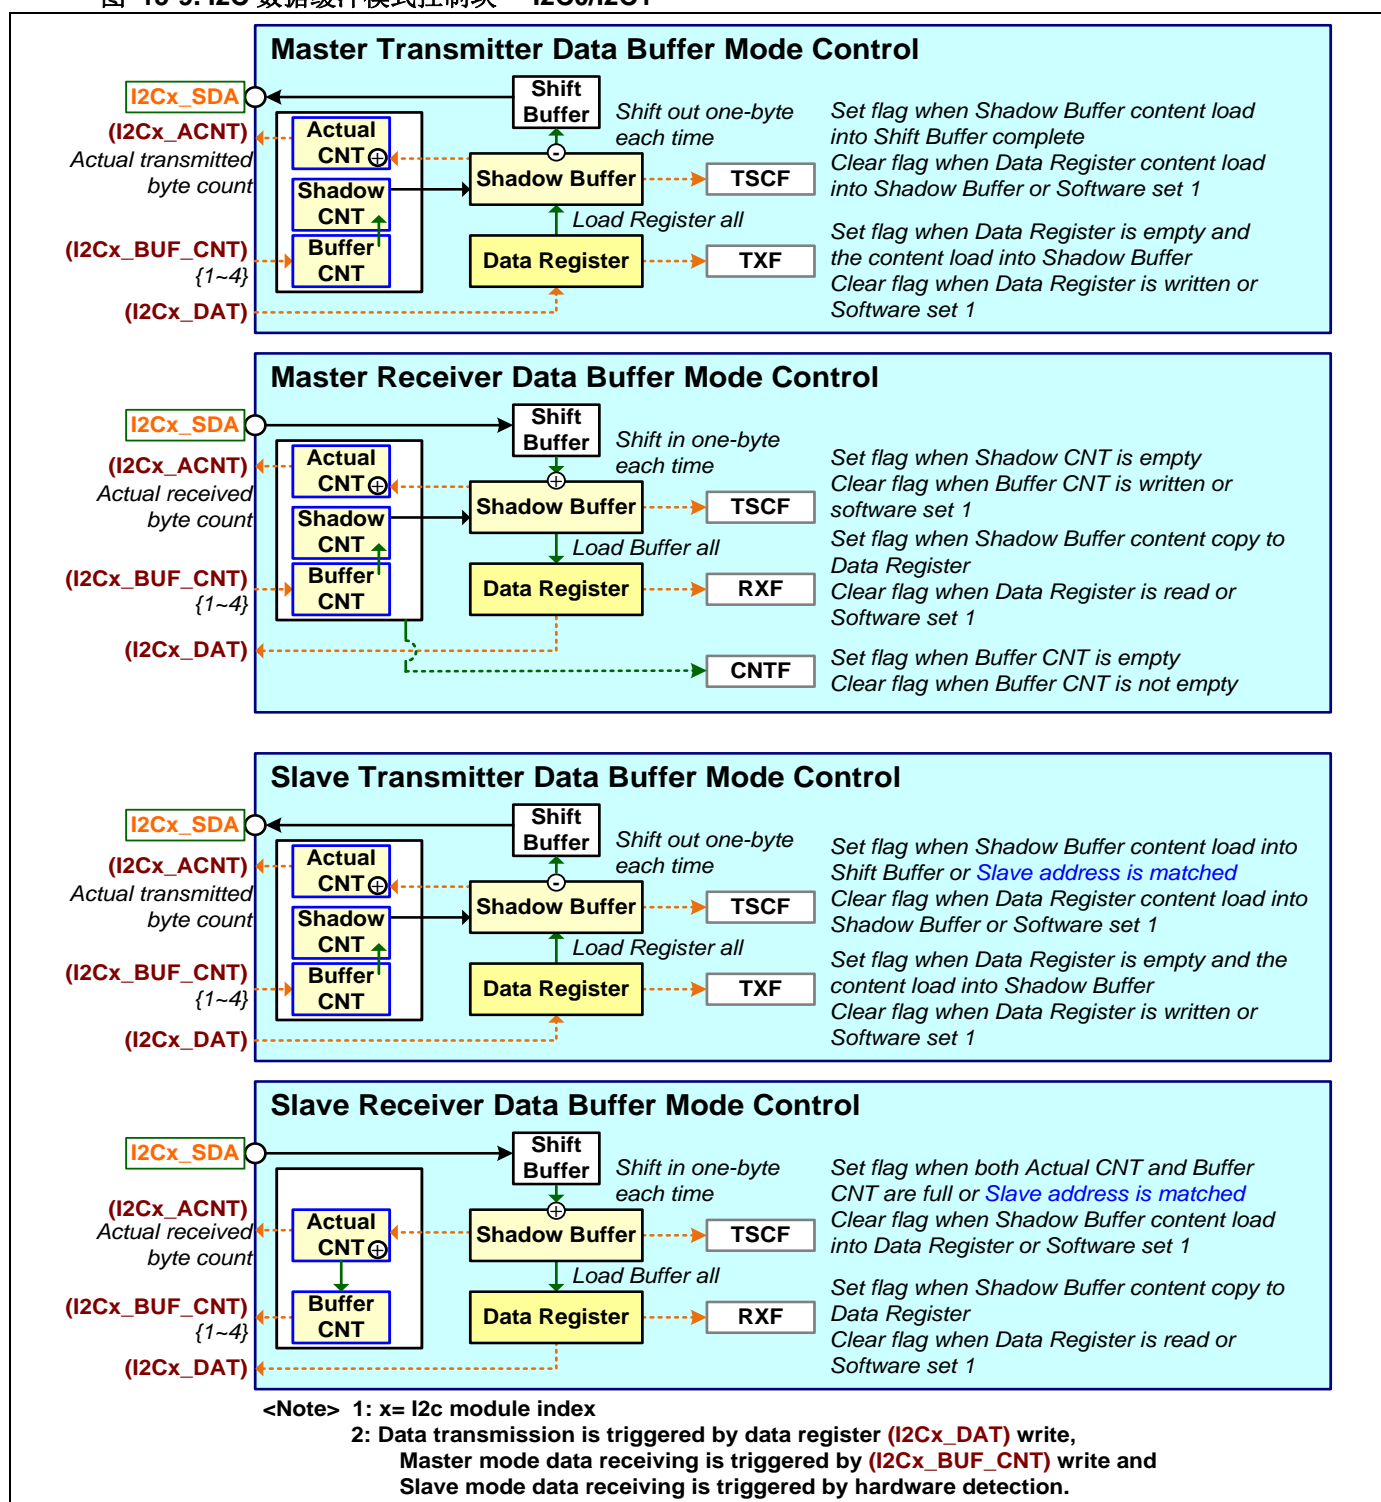 Master Transmitter Data Buffer Mode Control
I2Cx_SDA
Shift
Buffer
Shift out one-byte
each time
(I2Cx_ACNT)
Actual transmitted
byte count
Actual
CNT
+
-
Shadow Buffer
Shadow
CNT
TSCF
Set flag when Shadow Buffer content load
into Shift Buffer complete
Clear flag when Data Register content load
into Shadow Buffer or Software set 1
Load Register all
(I2Cx_BUF_CNT)
{1~4}
Buffer
CNT
Data Register
TXF
Set flag when Data Register is empty and
the content load into Shadow Buffer
Clear flag when Data Register is written or
Software set 1
(I2Cx_DAT)
Master Receiver Data Buffer Mode Control
I2Cx_SDA
Shift
Buffer
Shift in one-byte
each time
(I2Cx_ACNT)
Actual received
byte count
Actual
CNT
+
+
Shadow Buffer
Shadow
CNT
TSCF
Set flag when Shadow CNT is empty
Clear flag when Buffer CNT is written or
software set 1
Load Buffer all
(I2Cx_BUF_CNT)
{1~4}
Buffer
CNT
Data Register
RXF
Set flag when Shadow Buffer content copy to
Data Register
Clear flag when Data Register is read or
Software set 1
(I2Cx_DAT)
CNTF
Set flag when Buffer CNT is empty
Clear flag when Buffer CNT is not empty
Slave Transmitter Data Buffer Mode Control
I2Cx_SDA
Shift
Buffer
Shift out one-byte
each time
(I2Cx_ACNT)
Actual transmitted
byte count
Actual
CNT
+
-
Shadow Buffer
Shadow
CNT
TSCF
Set flag when Shadow Buffer content load into
Shift Buffer or Slave address is matched
Clear flag when Data Register content load into
Shadow Buffer or Software set 1
Load Register all
(I2Cx_BUF_CNT)
{1~4}
Buffer
CNT
Data Register
TXF
Set flag when Data Register is empty and the
content load into Shadow Buffer
Clear flag when Data Register is written or
Software set 1
(I2Cx_DAT)
Slave Receiver Data Buffer Mode Control
I2Cx_SDA
Shift
Buffer
Shift in one-byte
each time
(I2Cx_ACNT)
Actual received
byte count
Actual
CNT
+
+
Shadow Buffer
TSCF
Set flag when both Actual CNT and Buffer
CNT are full or Slave address is matched
Clear flag when Shadow Buffer content load
into Data Register or Software set 1
Load Buffer all
(I2Cx_BUF_CNT)
{1~4}
Buffer
CNT
Data Register
RXF
Set flag when Shadow Buffer content copy to
Data Register
Clear flag when Data Register is read or
Software set 1
(I2Cx_DAT)
<Note> 1: x= I2c module index
2: Data transmission is triggered by data register (I2Cx_DAT) write,
Master mode data receiving is triggered by (I2Cx_BUF_CNT) write and
Slave mode data receiving is triggered by hardware detection.